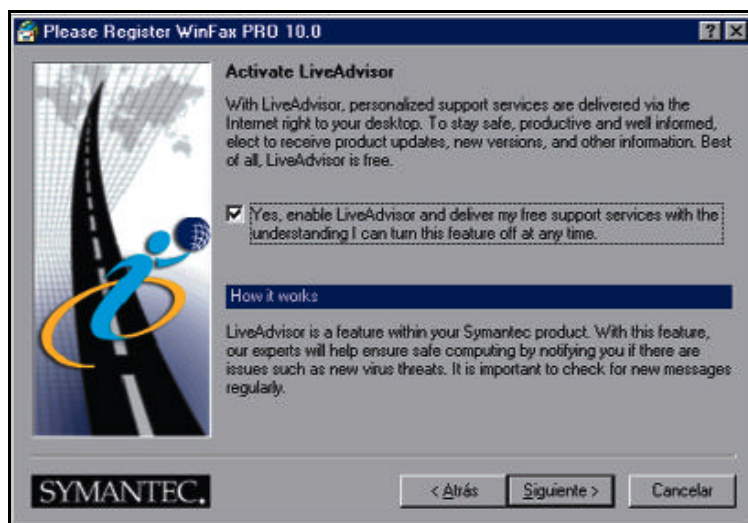 Please Register WinFax PRO 10.0
Activate LiveAdvisor
With LiveAdvisor, personalized support services are delivered via the
Internet right to your desktop. To stay safe, productive and well informed,
elect to receive product updates, new versions, and other information. Best
of all, LiveAdvisor is free.
Yes, enable LiveAdvisor and deliver my free support services with the
understanding I can turn this feature off at any time.
How it works
LiveAdvisor is a feature within your Symantec product. With this feature,
our experts will help ensure safe computing by notifying you if there are
issues such as new virus threats. It is important to check for new messages
regularly.
SYMANTEC.
< Atrás
Siguiente >
Cancelar